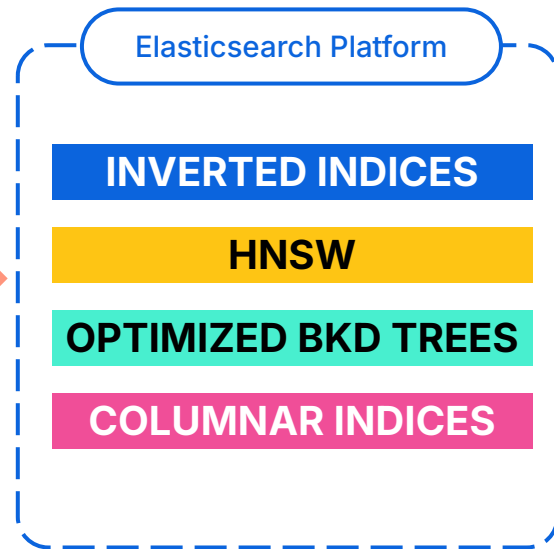 Elasticsearch Platform
INVERTED INDICES
HNSW
OPTIMIZED BKD TREES
COLUMNAR INDICES